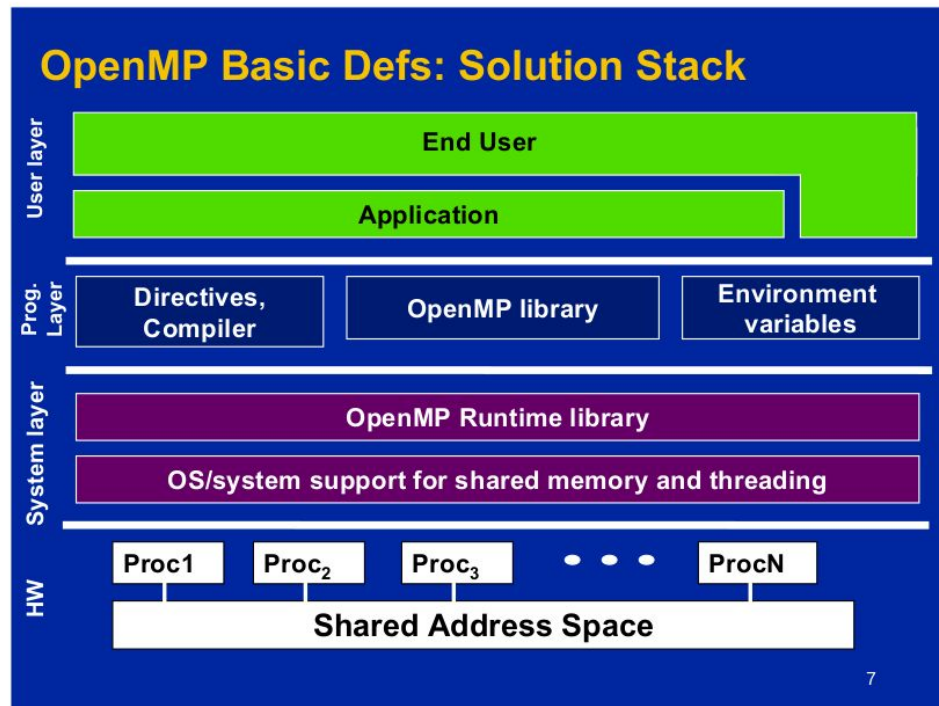 OpenMP Basic Defs: Solution Stack
User layer
End User
Application
Prog.
Layer
Directives,
Compiler
OpenMP library
Environment
variables
System layer
OpenMP Runtime library
OS/system support for shared memory and threading
HW
Proc1
Proc₂
Proc₃
• • •
ProcN
Shared Address Space
7